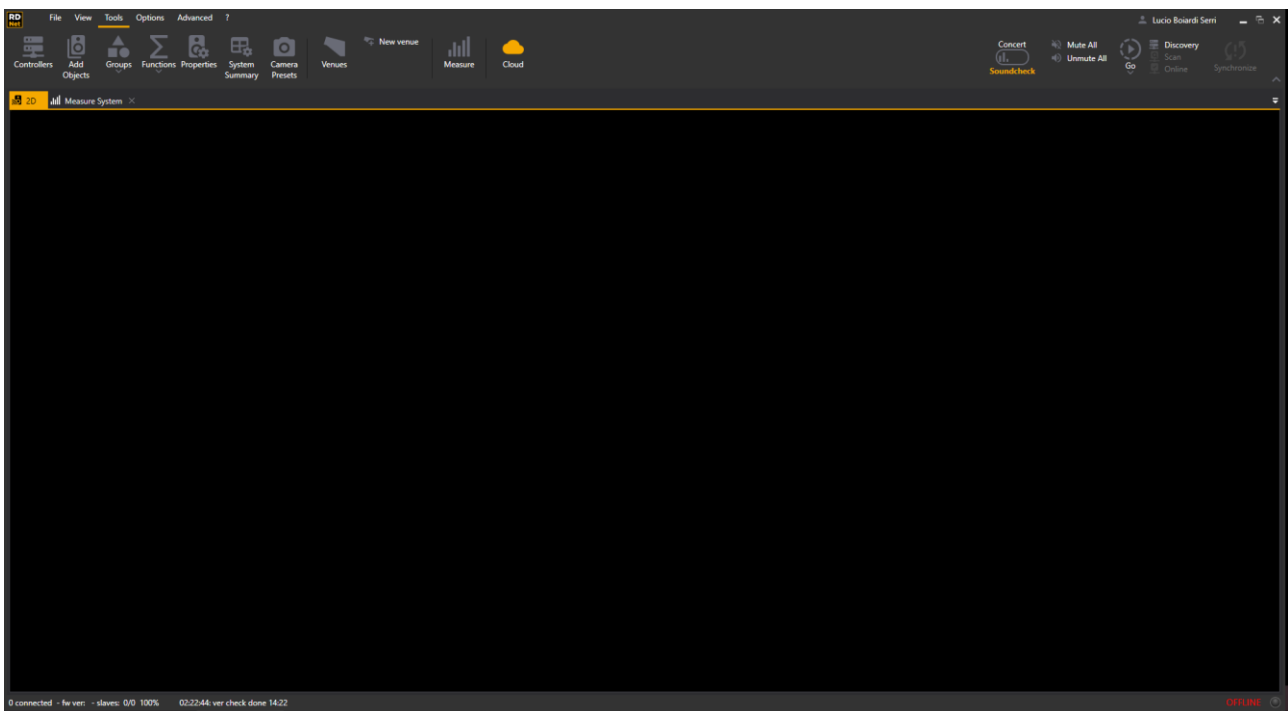 RD Net
File View Tools Options Advanced ?
Lucio Boiardi Serri
Controllers
Add Objects
Groups
Functions
Properties
System Summary
Camera Presets
Venues
New venue
Measure
Cloud
Concert
Soundcheck
Mute All
Unmute All
Go
Discovery
Scan
Online
Synchronize
2D
Measure System
0 connected - fw ver: - slaves: 0/0 100% 02:22:44: ver check done 14:22
OFFLINE